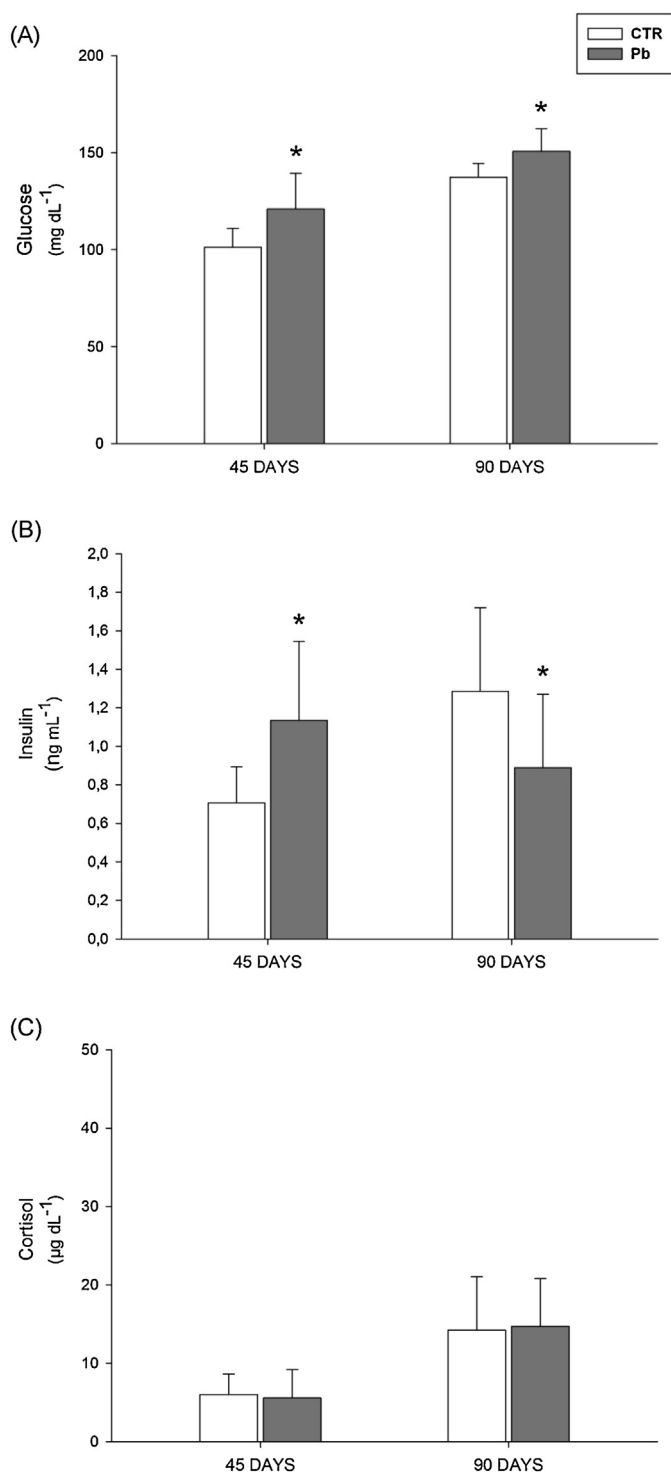 (A)
CTR
Pb
200
150
100
50
0
Glucose
(mg dL⁻¹)
*
*
45 DAYS
90 DAYS
(B)
2,0
1,8
1,6
1,4
1,2
1,0
0,8
0,6
0,4
0,2
0,0
Insulin
(ng mL⁻¹)
*
*
45 DAYS
90 DAYS
(C)
50
40
30
20
10
0
Cortisol
(µg dL⁻¹)
45 DAYS
90 DAYS